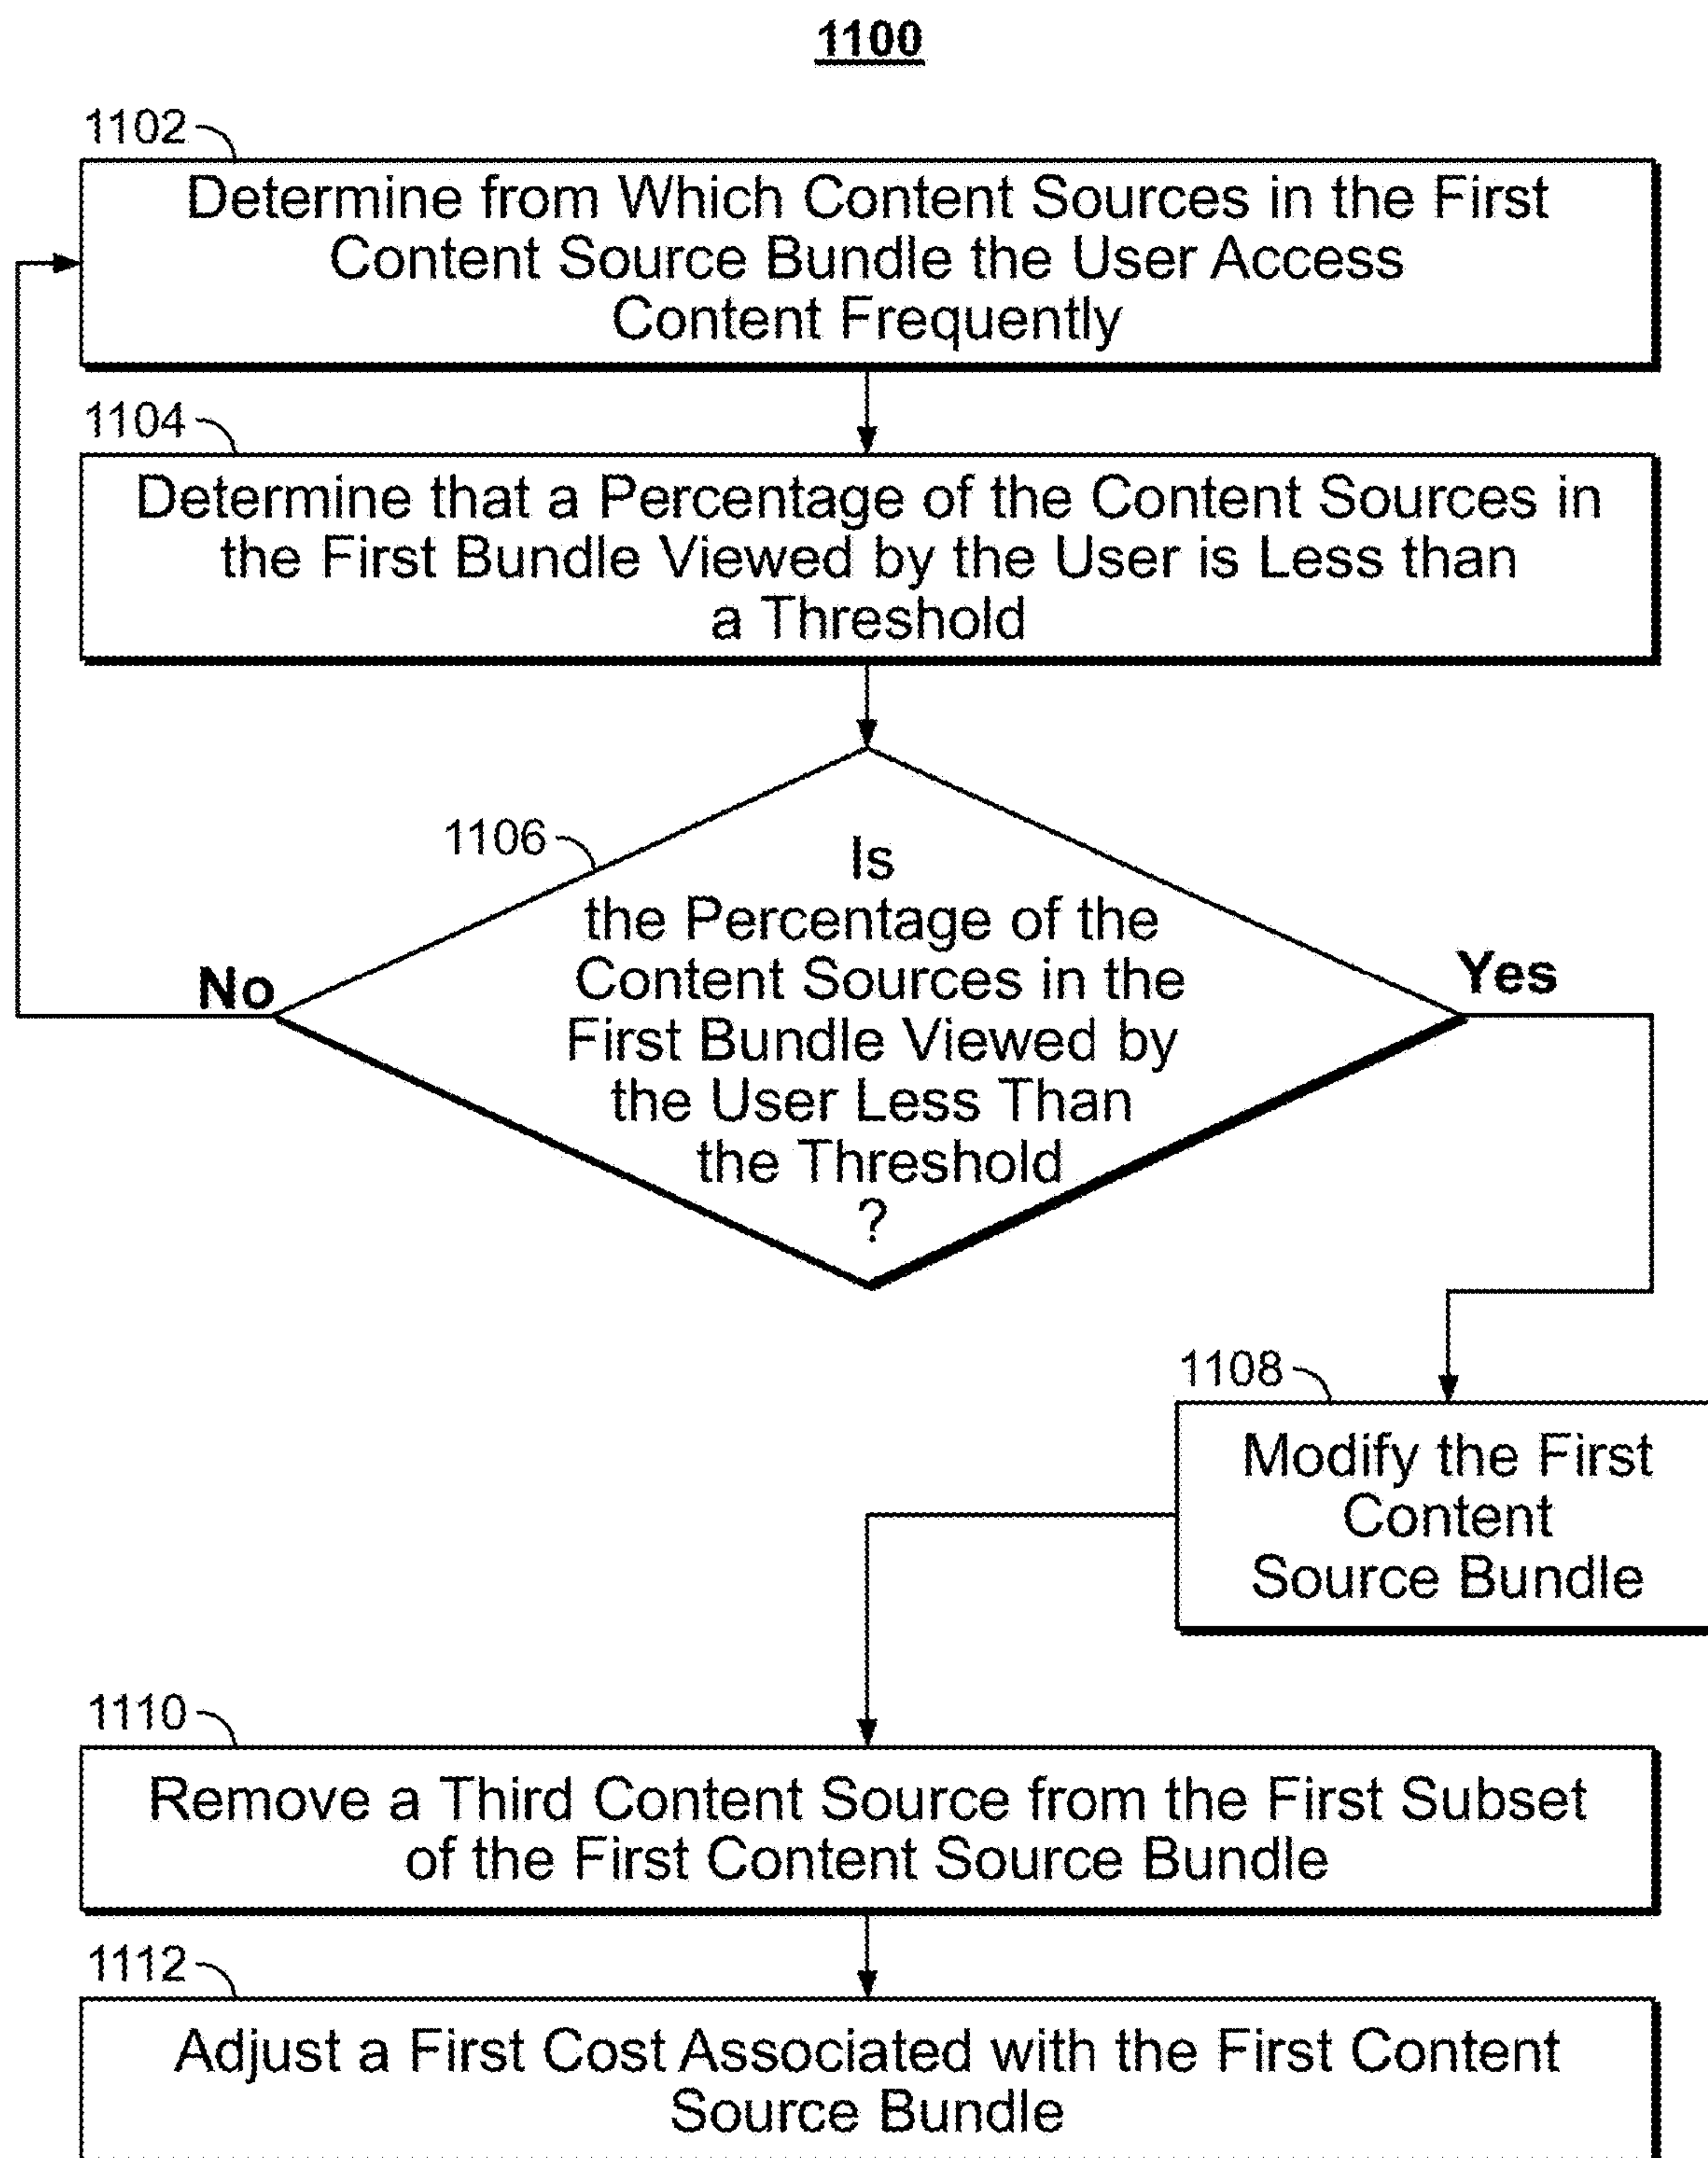 1100
1102
Determine from Which Content Sources in the First
Content Source Bundle the User Access
Content Frequently
1104
Determine that a Percentage of the Content Sources in
the First Bundle Viewed by the User is Less than
a Threshold
1106
Is
the Percentage of the
Content Sources in the
First Bundle Viewed by
the User Less Than
the Threshold
?
No
Yes
1108
Modify the First
Content
Source Bundle
1110
Remove a Third Content Source from the First Subset
of the First Content Source Bundle
1112
Adjust a First Cost Associated with the First Content
Source Bundle